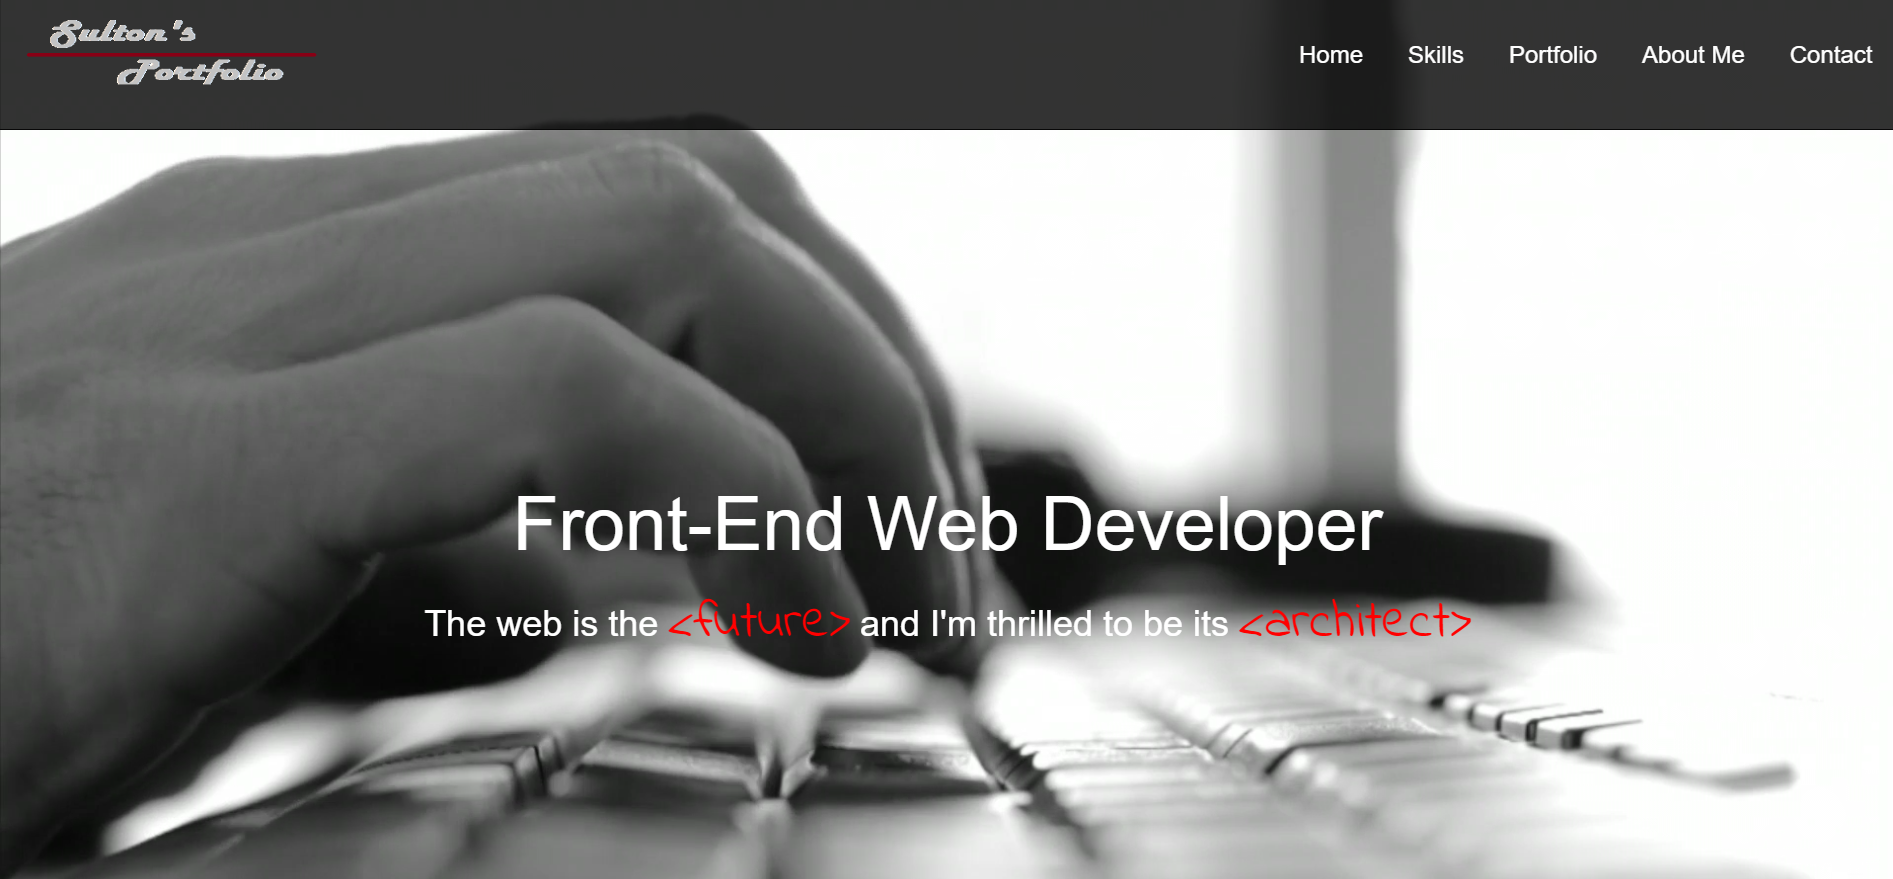 Sulton's
Portfolio
Home Skills Portfolio About Me Contact
Front-End Web Developer
The web is the <future> and I'm thrilled to be its <architect>